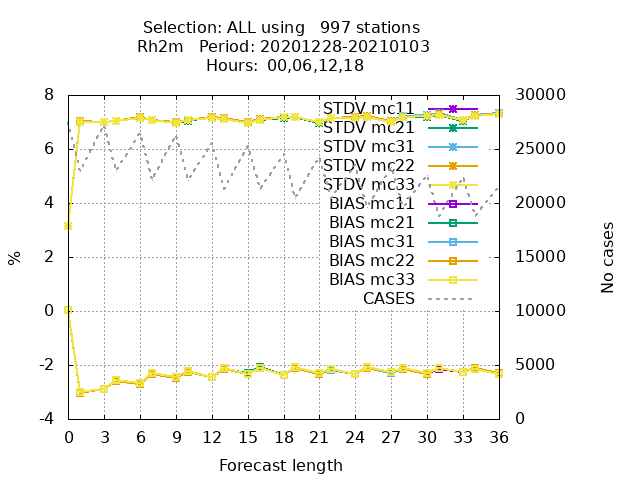 Selection: ALL using   997 stations
Rh2m   Period: 20201228-20210103
Hours:  00,06,12,18
8
6
4
2
0
-2
-4
%
30000
25000
20000
15000
10000
5000
0
No cases
STDV mc11
STDV mc21
STDV mc31
STDV mc22
STDV mc33
BIAS mc11
BIAS mc21
BIAS mc31
BIAS mc22
BIAS mc33
CASES
0 3 6 9 12 15 18 21 24 27 30 33 36
Forecast length